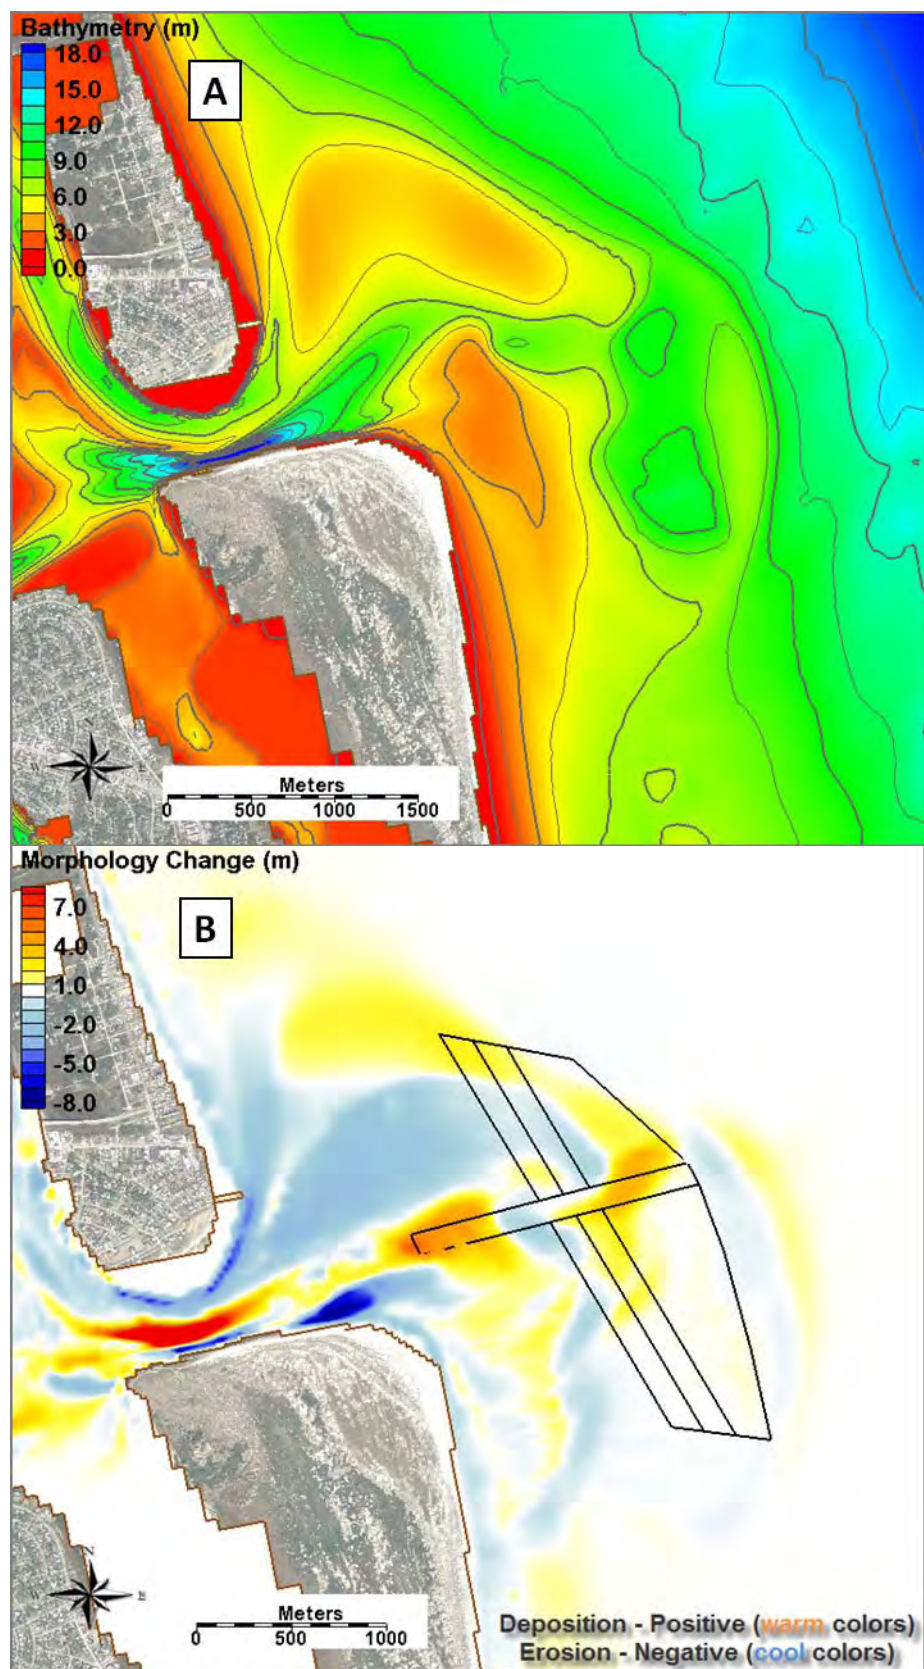 Bathymetry (m)
18.0
15.0
12.0
9.0
6.0
3.0
0.0
A
N
W
E
Meters
0 500 1000 1500
Morphology Change (m)
7.0
4.0
1.0
-2.0
-5.0
-8.0
B
N
W
Meters
0 500 1000
Deposition - Positive (warm colors)
Erosion - Negative (cool colors)